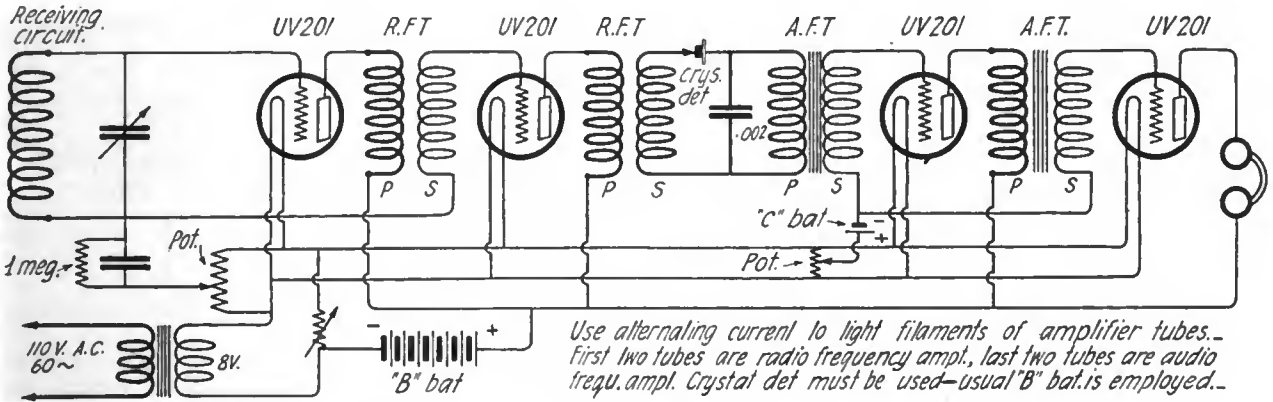 Receiving
circuit.
UV201
R.F.T
UV201
R.F.T
A.F.T
UV201
A.F.T.
UV201
crys.
det
.002
P
S
P
S
P
S
P
S
"C" bat
-
+
Pot.
1 meg.
Pot.
110 V. A.C.
60~
8V.
-
+
"B" bat
Use alternaling current to light filaments of amplifier tubes._
First two tubes are radio frequency ampl., last two tubes are audio
frequ. ampl. Crystal det must be used-usual "B" bat. is employed._